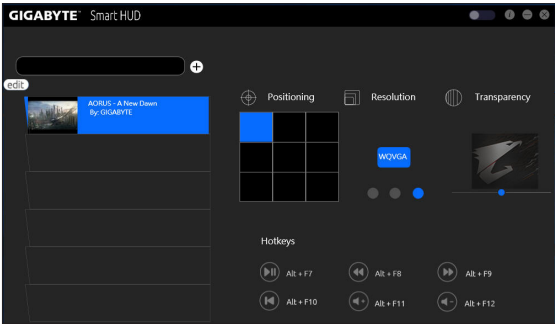 GIGABYTE™ Smart HUD
edit
AORUS - A New Dawn
By: GIGABYTE
Positioning
Resolution
Transparency
WQVGA
Hotkeys
Alt + F7
Alt + F8
Alt + F9
Alt + F10
Alt + F11
Alt + F12